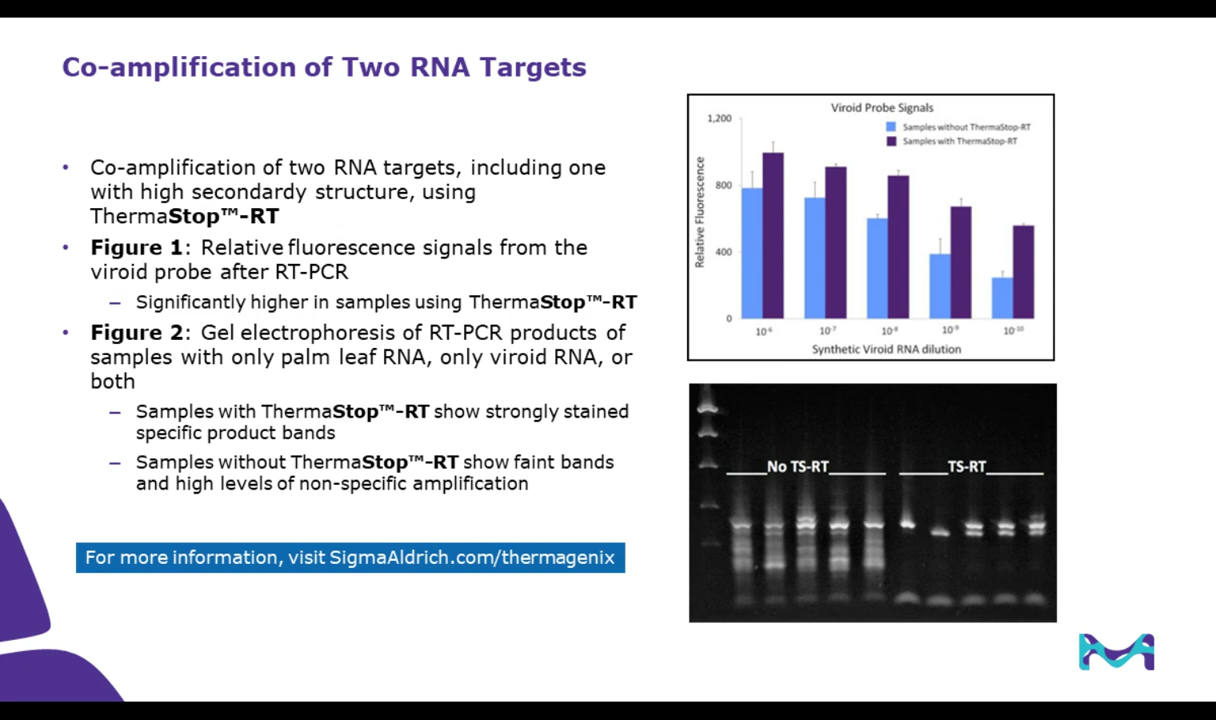 Co-amplification of Two RNA Targets
• Co-amplification of two RNA targets, including one
with high secondardy structure, using
ThermaStop™-RT
• Figure 1: Relative fluorescence signals from the
viroid probe after RT-PCR
– Significantly higher in samples using ThermaStop™-RT
• Figure 2: Gel electrophoresis of RT-PCR products of
samples with only palm leaf RNA, only viroid RNA, or
both
– Samples with ThermaStop™-RT show strongly stained
specific product bands
– Samples without ThermaStop™-RT show faint bands
and high levels of non-specific amplification
For more information, visit SigmaAldrich.com/thermagenix
Viroid Probe Signals
Samples without ThermaStop-RT
Samples with ThermaStop-RT
Relative Fluorescence
1,200
800
400
0
10⁻⁶ 10⁻⁷ 10⁻⁸ 10⁻⁹ 10⁻¹⁰
Synthetic Viroid RNA dilution
No TS-RT TS-RT